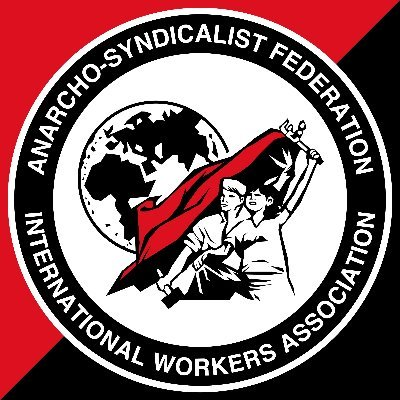 ANARCHO-SYNDICALIST FEDERATION
INTERNATIONAL WORKERS ASSOCIATION